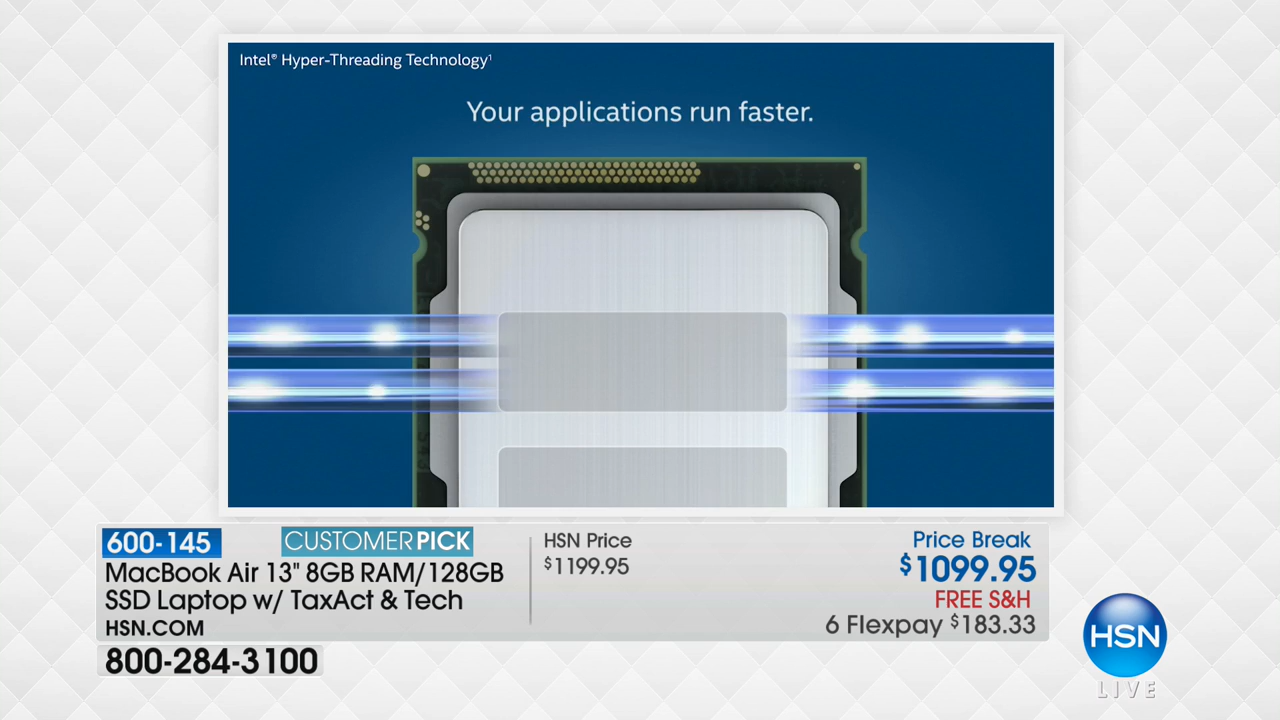 Intel® Hyper-Threading Technology¹
Your applications run faster.
600-145
CUSTOMERPICK
MacBook Air 13" 8GB RAM/128GB
SSD Laptop w/ TaxAct & Tech
HSN.COM
800-284-3100
HSN Price
$1199.95
Price Break
$1099.95
FREE S&H
6 Flexpay $183.33
HSN
LIVE